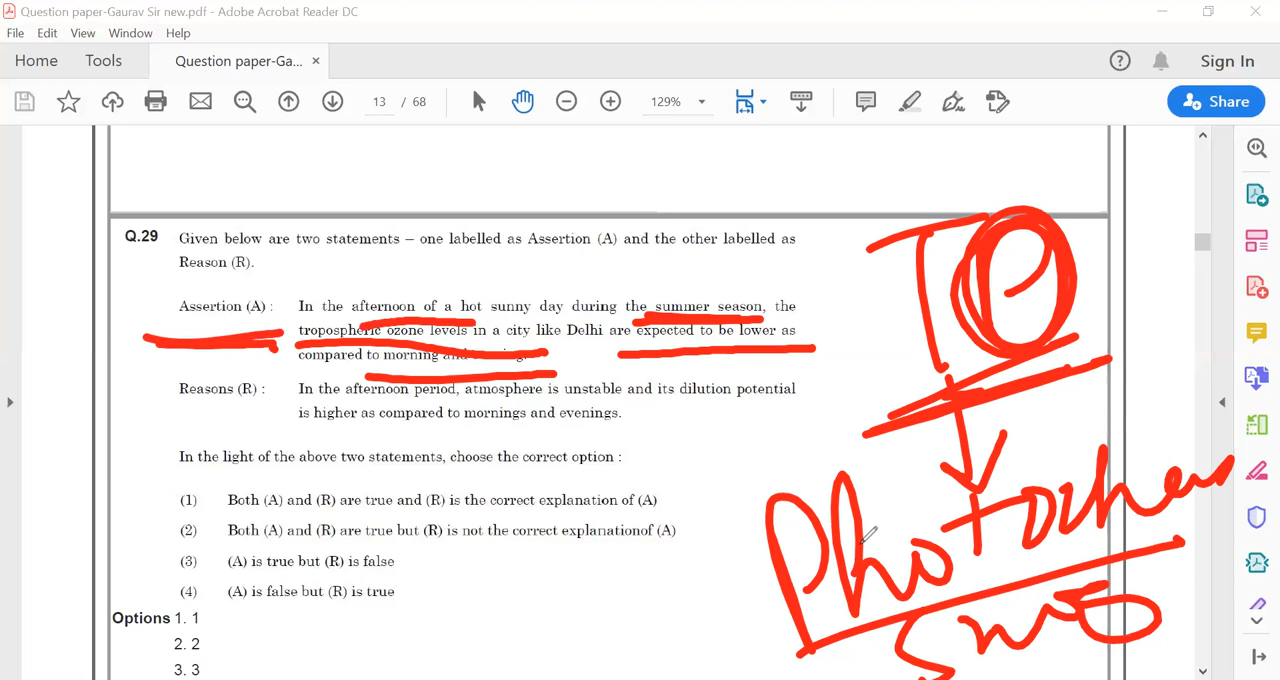 Question paper-Gaurav Sir new.pdf - Adobe Acrobat Reader DC
File Edit View Window Help
Home Tools Question paper-Ga... × Sign In
13 / 68 129% Share
Q.29 Given below are two statements – one labelled as Assertion (A) and the other labelled as
Reason (R).
Assertion (A) : In the afternoon of a hot sunny day during the summer season, the
tropospheric ozone levels in a city like Delhi are expected to be lower as
compared to morning and evening.
Reasons (R) : In the afternoon period, atmosphere is unstable and its dilution potential
is higher as compared to mornings and evenings.
In the light of the above two statements, choose the correct option :
(1) Both (A) and (R) are true and (R) is the correct explanation of (A)
(2) Both (A) and (R) are true but (R) is not the correct explanationof (A)
(3) (A) is true but (R) is false
(4) (A) is false but (R) is true
Options 1. 1
2. 2
3. 3
TO
Photochem
Smo